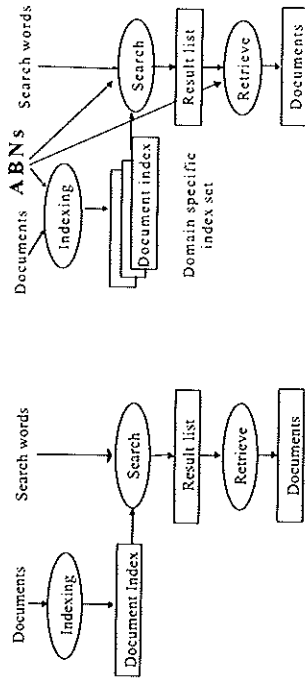 Documents
Search words
Indexing
Document Index
Search
Result list
Retrieve
Documents
Documents
ABNs
Search words
Indexing
Document index
Domain specific
index set
Search
Result list
Retrieve
Documents